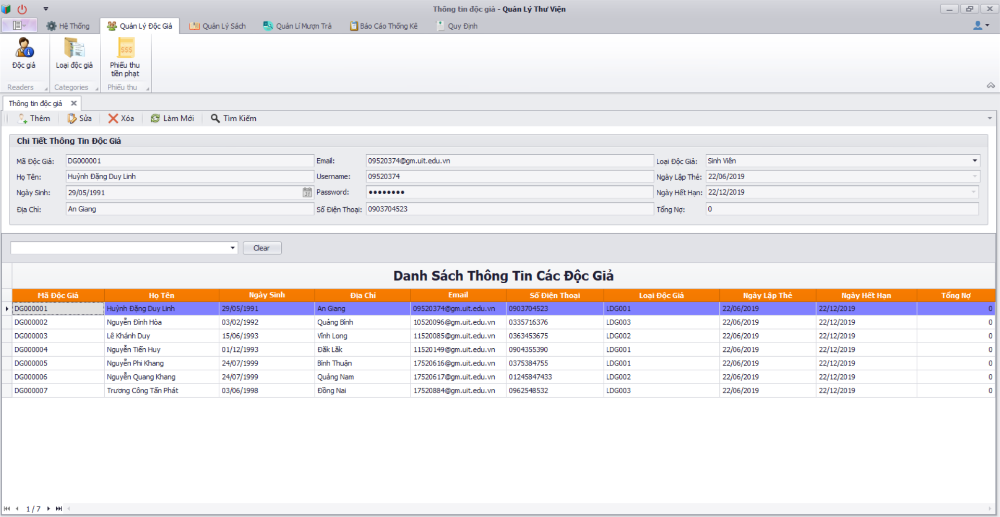 Thông tin độc giả - Quản Lý Thư Viện
Hệ Thống Quản Lý Độc Giả Quản Lý Sách Quản Lí Mượn Trả Báo Cáo Thống Kê Quy Định
Độc giả Loại độc giả Phiếu thu tiền phạt
Readers Categories Phiếu thu
Thông tin độc giả
Thêm Sửa Xóa Làm Mới Tìm Kiếm
Chi Tiết Thông Tin Độc Giả
Mã Độc Giả: DG000001 Email: 09520374@gm.uit.edu.vn Loại Độc Giả: Sinh Viên
Họ Tên: Huỳnh Đặng Duy Linh Username: 09520374 Ngày Lập Thẻ: 22/06/2019
Ngày Sinh: 29/05/1991 Password: ●●●●●●●● Ngày Hết Hạn: 22/12/2019
Địa Chỉ: An Giang Số Điện Thoại: 0903704523 Tổng Nợ: 0
Clear
Danh Sách Thông Tin Các Độc Giả
Mã Độc Giả Họ Tên Ngày Sinh Địa Chỉ Email Số Điện Thoại Loại Độc Giả Ngày Lập Thẻ Ngày Hết Hạn Tổng Nợ
DG000001 Huỳnh Đặng Duy Linh 29/05/1991 An Giang 09520374@gm.uit.edu.vn 0903704523 LDG001 22/06/2019 22/12/2019 0
DG000002 Nguyễn Đình Hòa 03/02/1992 Quảng Bình 10520096@gm.uit.edu.vn 0335716376 LDG003 22/06/2019 22/12/2019 0
DG000003 Lê Khánh Duy 15/06/1993 Vĩnh Long 11520085@gm.uit.edu.vn 0363453675 LDG002 22/06/2019 22/12/2019 0
DG000004 Nguyễn Tiến Huy 01/12/1993 Đăk Lăk 11520149@gm.uit.edu.vn 0904355390 LDG001 22/06/2019 22/12/2019 0
DG000005 Nguyễn Phi Khang 24/07/1999 Bình Thuận 17520616@gm.uit.edu.vn 0375384755 LDG001 22/06/2019 22/12/2019 0
DG000006 Nguyễn Quang Khang 24/07/1999 Quảng Nam 17520617@gm.uit.edu.vn 01245847433 LDG002 22/06/2019 22/12/2019 0
DG000007 Trương Công Tấn Phát 03/06/1998 Đồng Nai 17520884@gm.uit.edu.vn 0962548532 LDG003 22/06/2019 22/12/2019 0
1 / 7